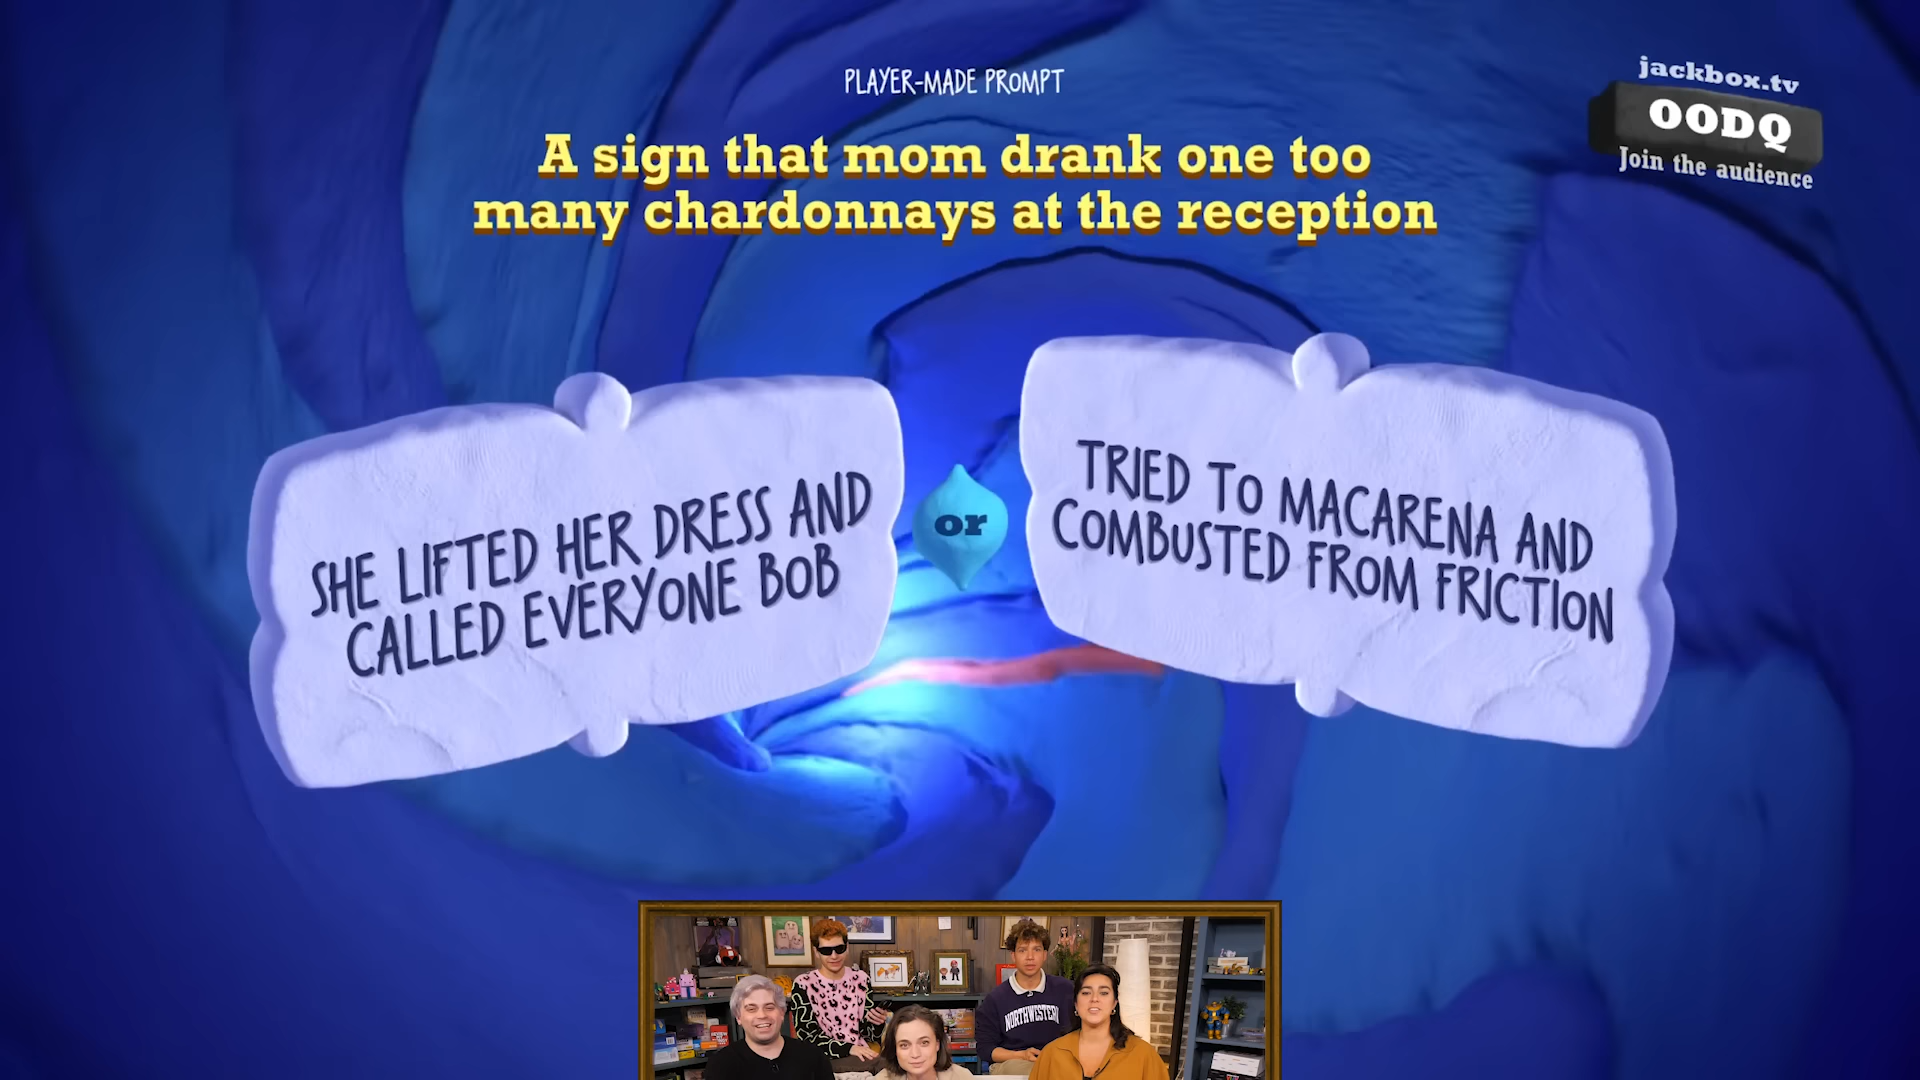 PLAYER-MADE PROMPT
A sign that mom drank one too
many chardonnays at the reception
jackbox.tv
OODQ
Join the audience
SHE LIFTED HER DRESS AND
CALLED EVERYONE BOB
or
TRIED TO MACARENA AND
COMBUSTED FROM FRICTION
NORTHWESTERN